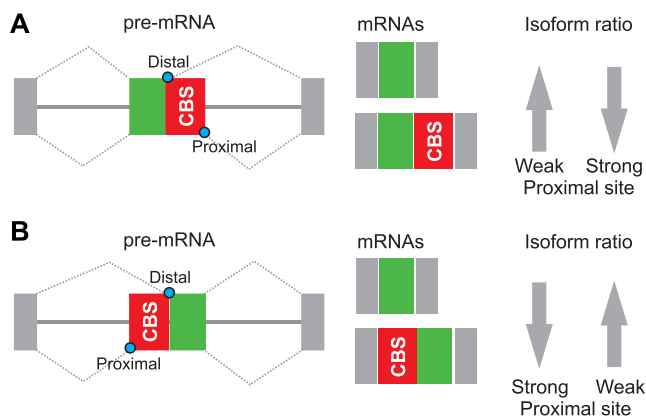 A
pre-mRNA
mRNAs
Isoform ratio
Distal
CBS
Proximal
CBS
Weak
Strong
Proximal site
B
pre-mRNA
mRNAs
Isoform ratio
Distal
CBS
Proximal
CBS
Strong
Weak
Proximal site